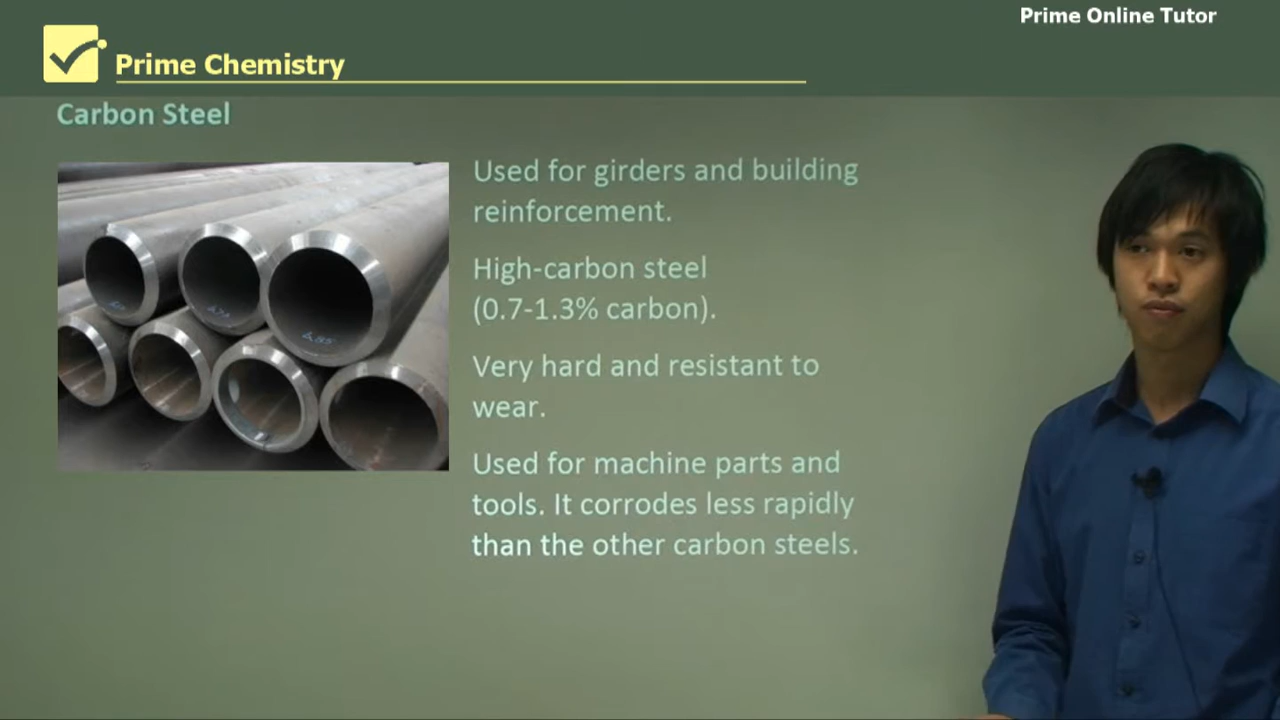 Prime Online Tutor
Prime Chemistry
Carbon Steel
Used for girders and building
reinforcement.
High-carbon steel
(0.7-1.3% carbon).
Very hard and resistant to
wear.
Used for machine parts and
tools. It corrodes less rapidly
than the other carbon steels.